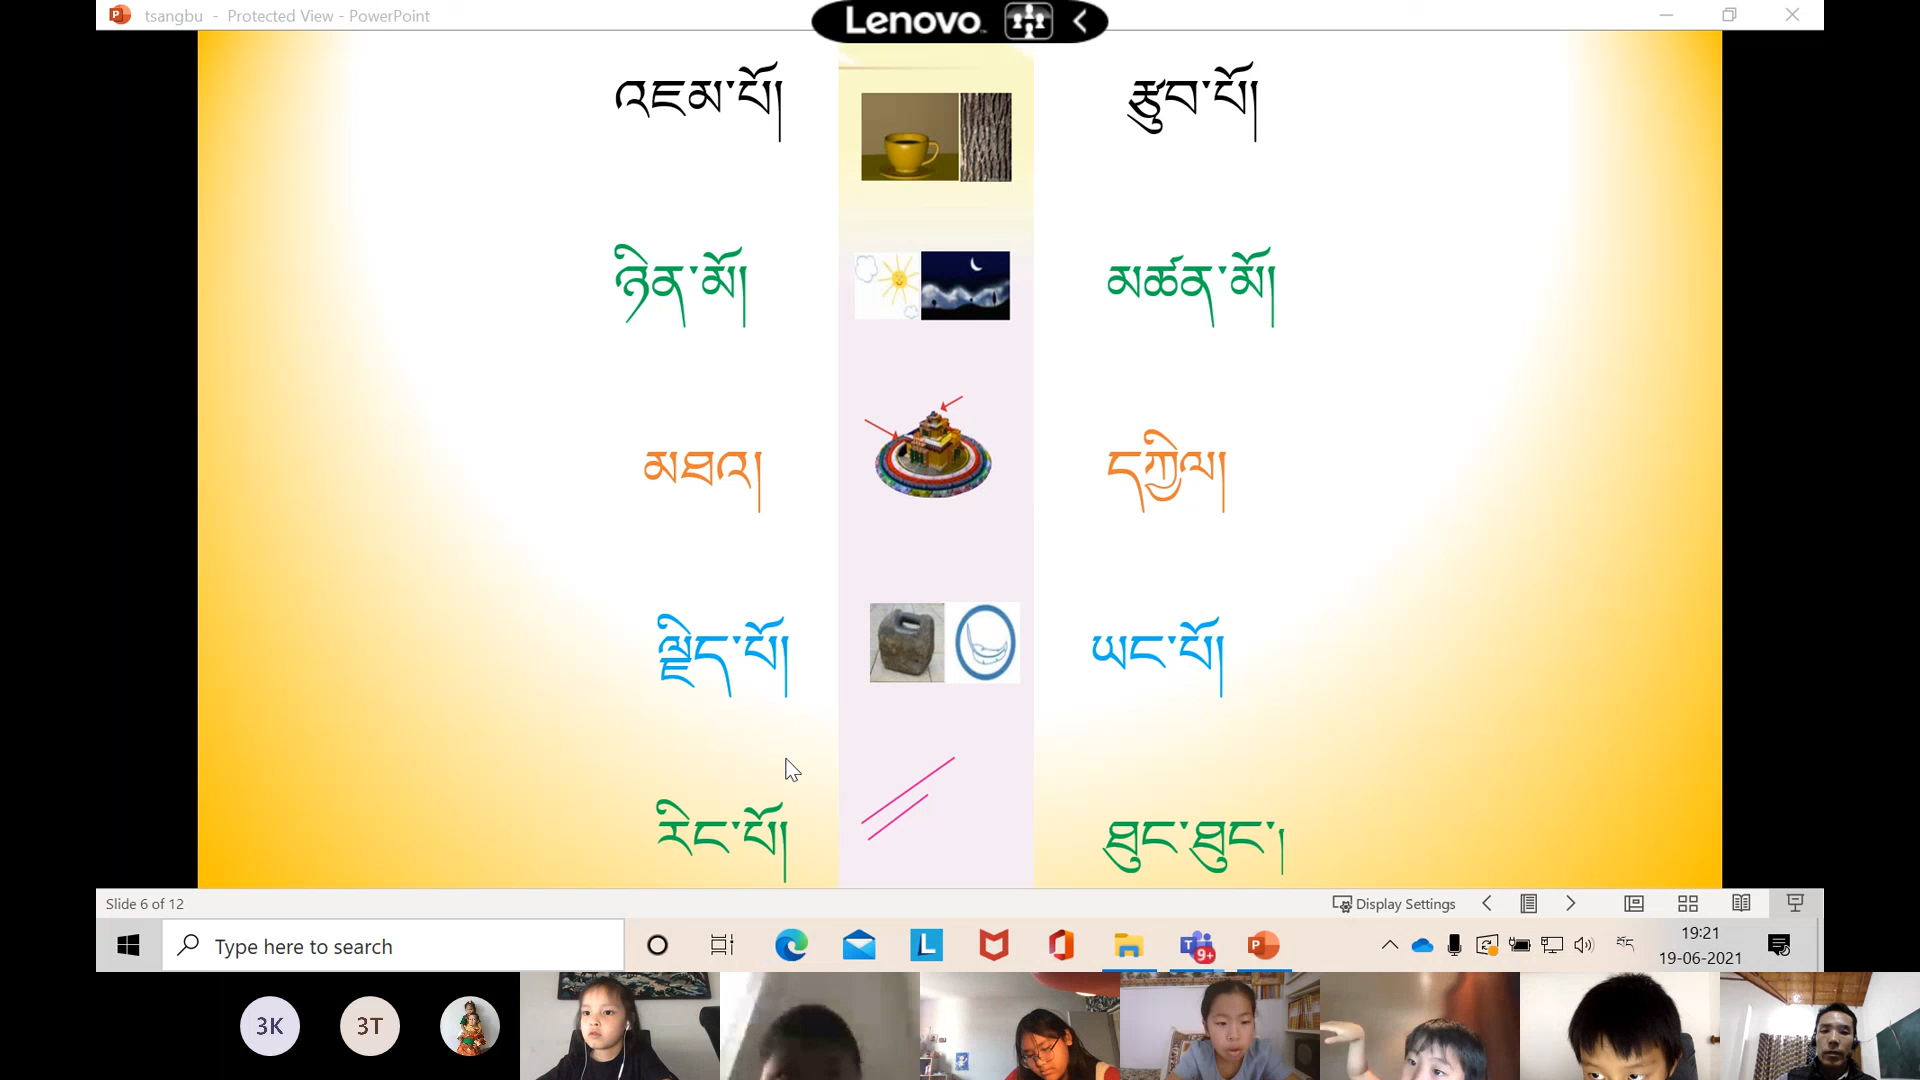 tsangbu - Protected View - PowerPoint
Lenovo
འཇམ་པོ། རྩུབ་པོ།
ཉིན་མོ། མཚན་མོ།
མཐའ། དཀྱིལ།
ལྗིད་པོ། ཡང་པོ།
རིང་པོ། ཐུང་ཐུང་།
Slide 6 of 12 Display Settings
Type here to search
9+
བོད
19:21
19-06-2021
3K 3T